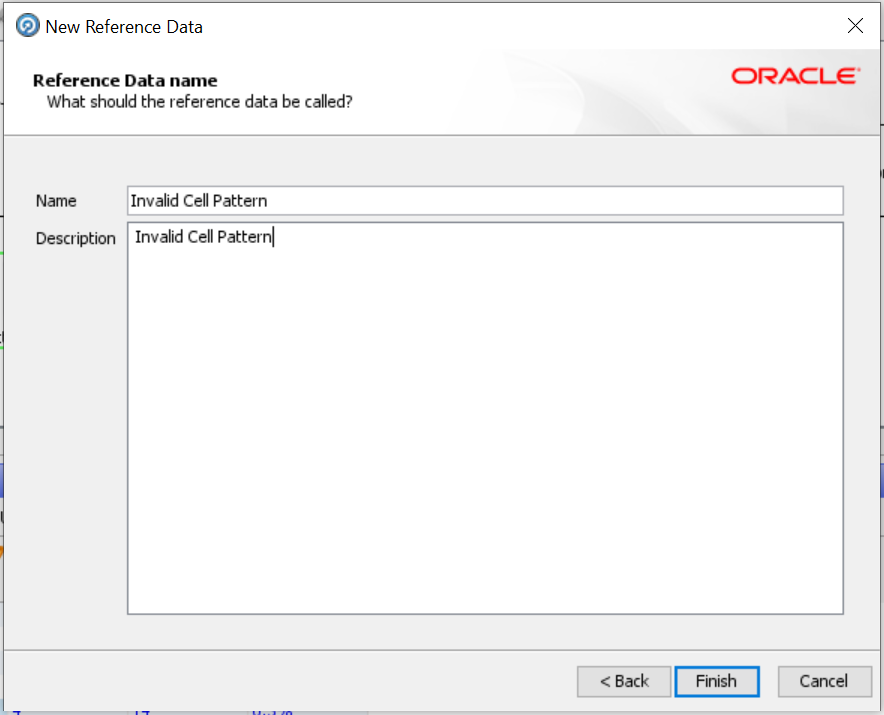 New Reference Data
Reference Data name
What should the reference data be called?
ORACLE
Name
Invalid Cell Pattern
Description
Invalid Cell Pattern
< Back
Finish
Cancel